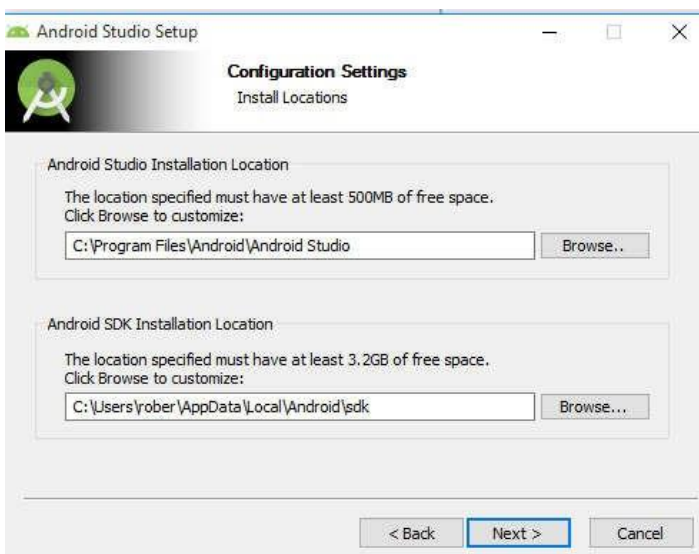 Android Studio Setup
Configuration Settings
Install Locations
Android Studio Installation Location
The location specified must have at least 500MB of free space.
Click Browse to customize:
C:\Program Files\Android\Android Studio
Browse..
Android SDK Installation Location
The location specified must have at least 3.2GB of free space.
Click Browse to customize:
C:\Users\rober\AppData\Local\Android\sdk
Browse...
< Back
Next >
Cancel